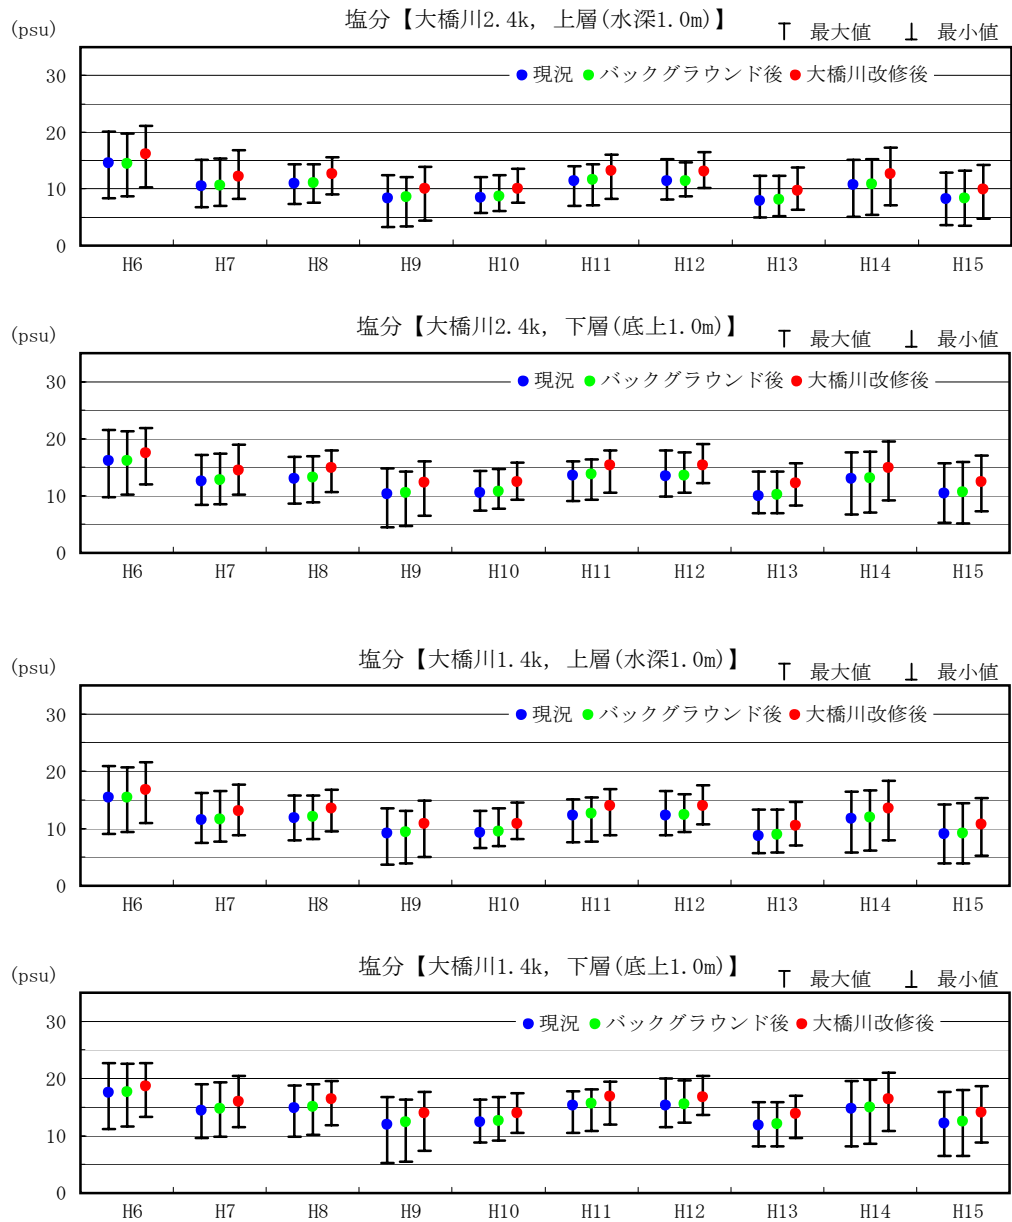 塩分【大橋川2.4k, 上層(水深1.0m)】
(psu)
最大値 最小値
現況 バックグラウンド後 大橋川改修後
30
20
10
0
H6 H7 H8 H9 H10 H11 H12 H13 H14 H15
塩分【大橋川2.4k, 下層(底上1.0m)】
(psu)
最大値 最小値
現況 バックグラウンド後 大橋川改修後
30
20
10
0
H6 H7 H8 H9 H10 H11 H12 H13 H14 H15
塩分【大橋川1.4k, 上層(水深1.0m)】
(psu)
最大値 最小値
現況 バックグラウンド後 大橋川改修後
30
20
10
0
H6 H7 H8 H9 H10 H11 H12 H13 H14 H15
塩分【大橋川1.4k, 下層(底上1.0m)】
(psu)
最大値 最小値
現況 バックグラウンド後 大橋川改修後
30
20
10
0
H6 H7 H8 H9 H10 H11 H12 H13 H14 H15